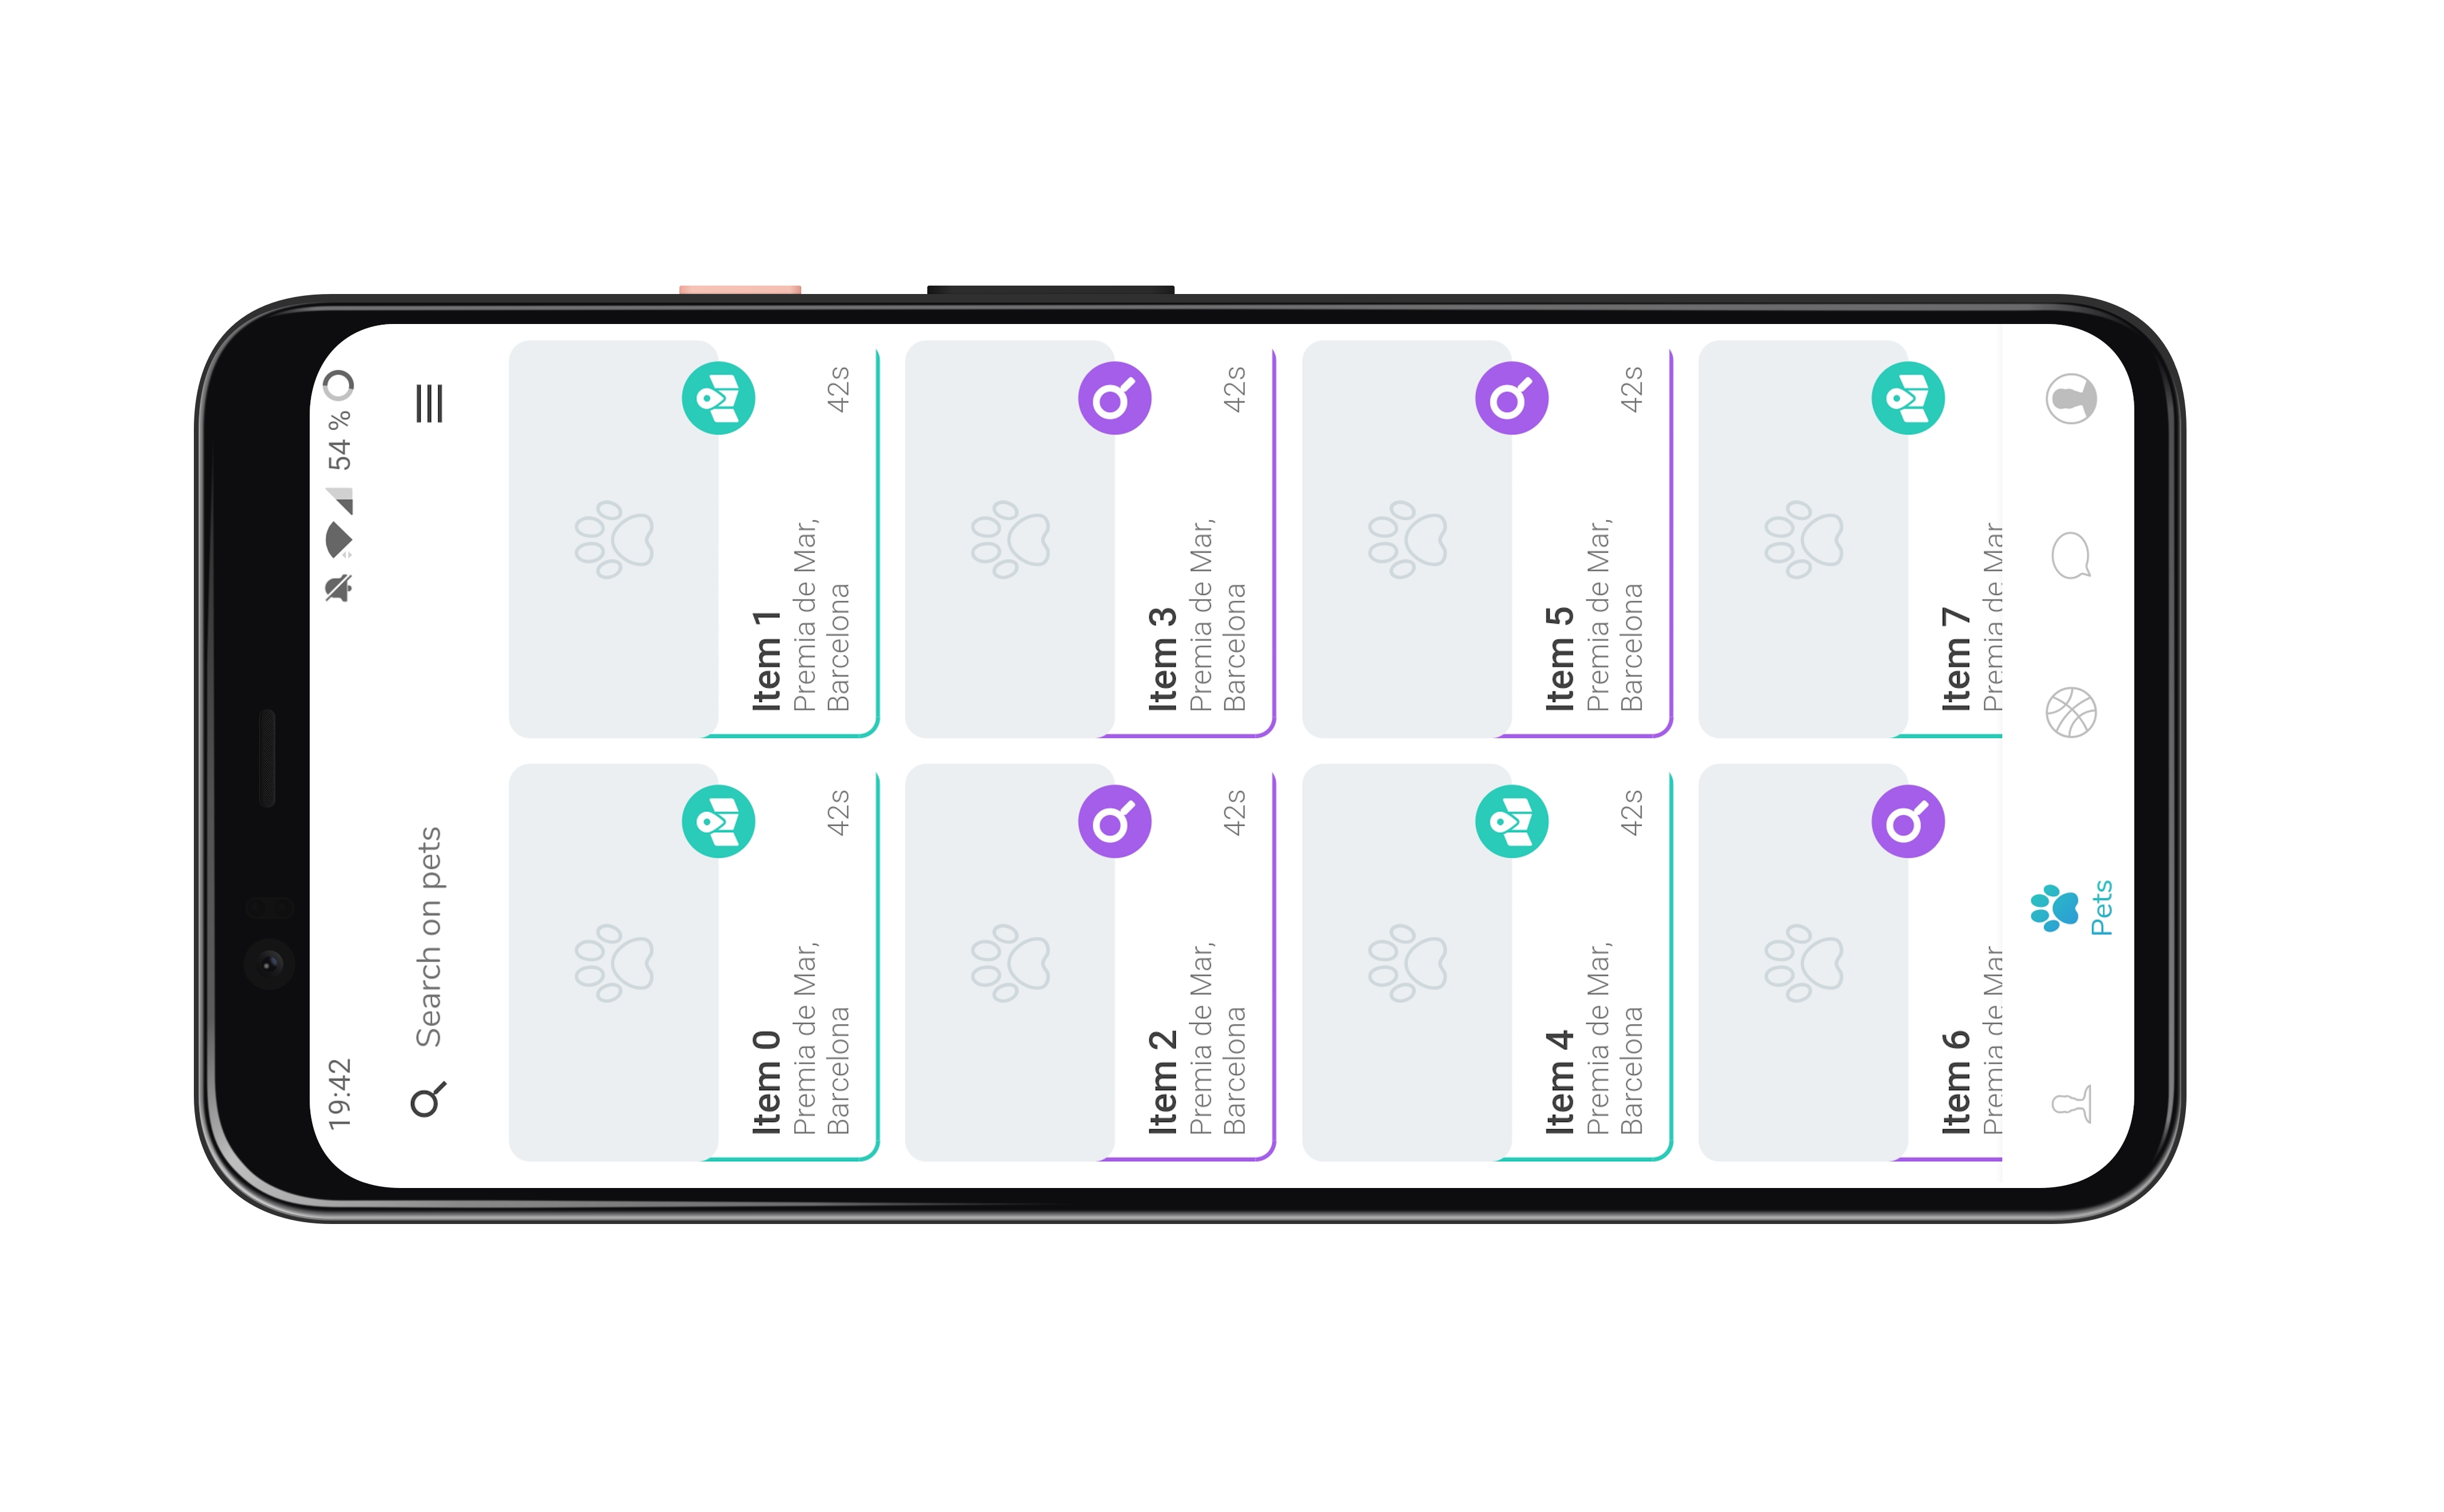 19:42
54 %
Search on pets
Item 0
Premia de Mar,
Barcelona
42s
Item 1
Premia de Mar,
Barcelona
42s
Item 2
Premia de Mar,
Barcelona
42s
Item 3
Premia de Mar,
Barcelona
42s
Item 4
Premia de Mar,
Barcelona
42s
Item 5
Premia de Mar,
Barcelona
42s
Item 6
Premia de Mar
Item 7
Premia de Mar
Pets